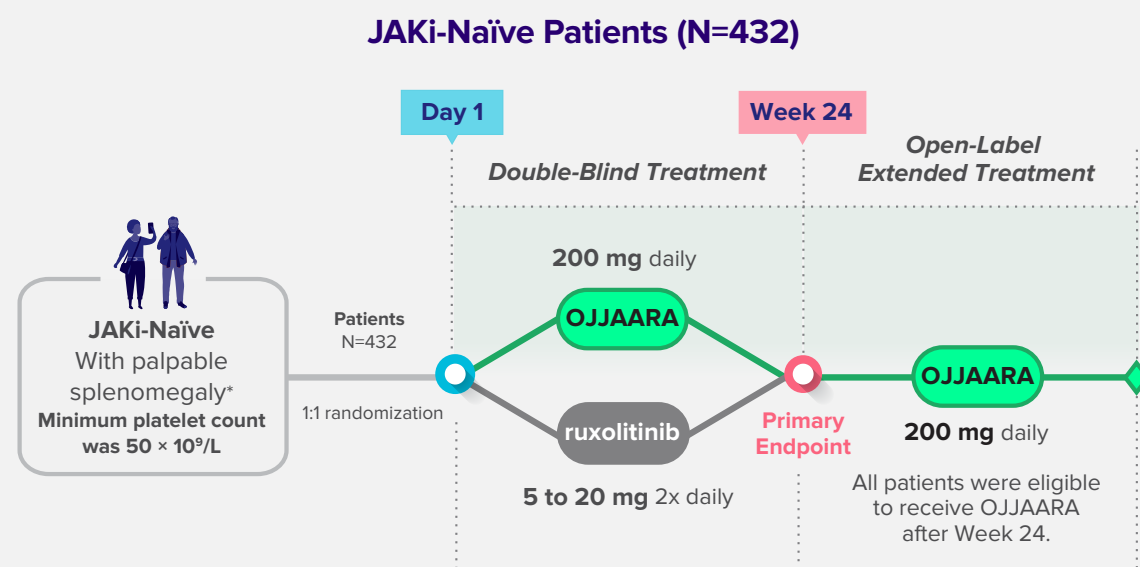 JAKi-Naïve Patients (N=432)
Day 1
Week 24
Double-Blind Treatment
Open-Label
Extended Treatment
JAKi-Naïve
With palpable
splenomegaly*
Minimum platelet count
was 50 × 10⁹/L
Patients
N=432
1:1 randomization
200 mg daily
OJJAARA
ruxolitinib
5 to 20 mg 2x daily
Primary
Endpoint
OJJAARA
200 mg daily
All patients were eligible
to receive OJJAARA
after Week 24.